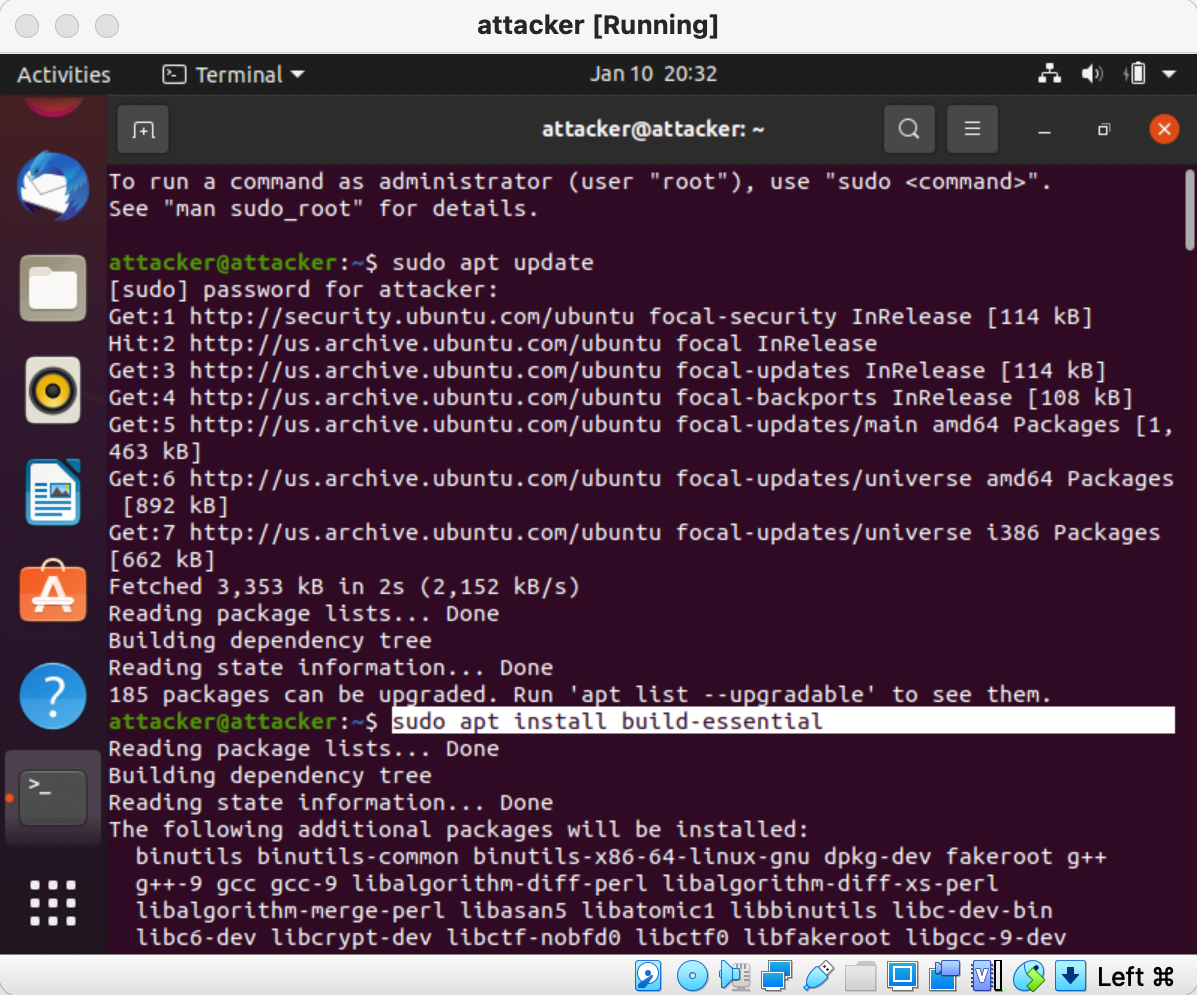 attacker [Running]
Activities
Terminal
Jan 10 20:32
attacker@attacker: ~
To run a command as administrator (user "root"), use "sudo <command>".
See "man sudo_root" for details.
attacker@attacker:~$ sudo apt update
[sudo] password for attacker:
Get:1 http://security.ubuntu.com/ubuntu focal-security InRelease [114 kB]
Hit:2 http://us.archive.ubuntu.com/ubuntu focal InRelease
Get:3 http://us.archive.ubuntu.com/ubuntu focal-updates InRelease [114 kB]
Get:4 http://us.archive.ubuntu.com/ubuntu focal-backports InRelease [108 kB]
Get:5 http://us.archive.ubuntu.com/ubuntu focal-updates/main amd64 Packages [1,
463 kB]
Get:6 http://us.archive.ubuntu.com/ubuntu focal-updates/universe amd64 Packages
[892 kB]
Get:7 http://us.archive.ubuntu.com/ubuntu focal-updates/universe i386 Packages
[662 kB]
Fetched 3,353 kB in 2s (2,152 kB/s)
Reading package lists... Done
Building dependency tree
Reading state information... Done
185 packages can be upgraded. Run 'apt list --upgradable' to see them.
attacker@attacker:~$ sudo apt install build-essential
Reading package lists... Done
Building dependency tree
Reading state information... Done
The following additional packages will be installed:
binutils binutils-common binutils-x86-64-linux-gnu dpkg-dev fakeroot g++
g++-9 gcc gcc-9 libalgorithm-diff-perl libalgorithm-diff-xs-perl
libalgorithm-merge-perl libasan5 libatomic1 libbinutils libc-dev-bin
libc6-dev libcrypt-dev libctf-nobfd0 libctf0 libfakeroot libgcc-9-dev
Left ⌘